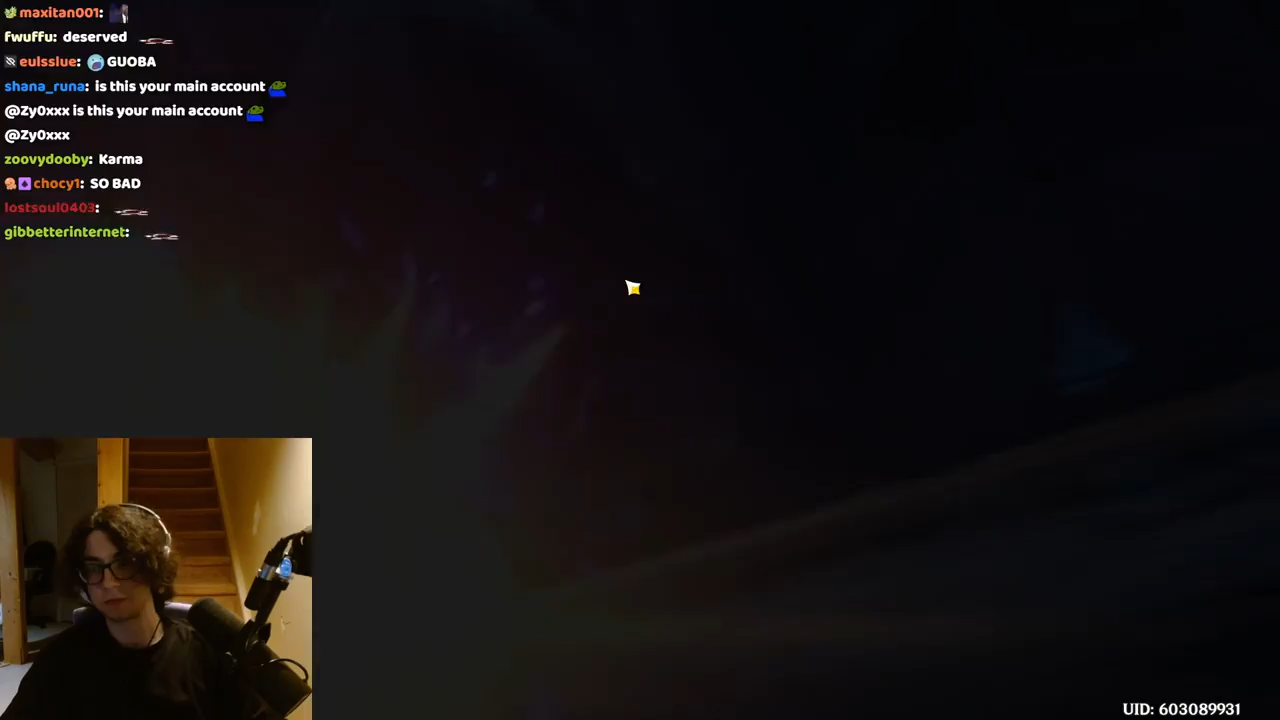 maxitan001:
fwuffu: deserved
eulsslue: GUOBA
shana_runa: is this your main account
@Zy0xxx is this your main account
@Zy0xxx
zoovydooby: Karma
chocy1: SO BAD
lostsoul0403:
gibbetterinternet:
UID: 603089931